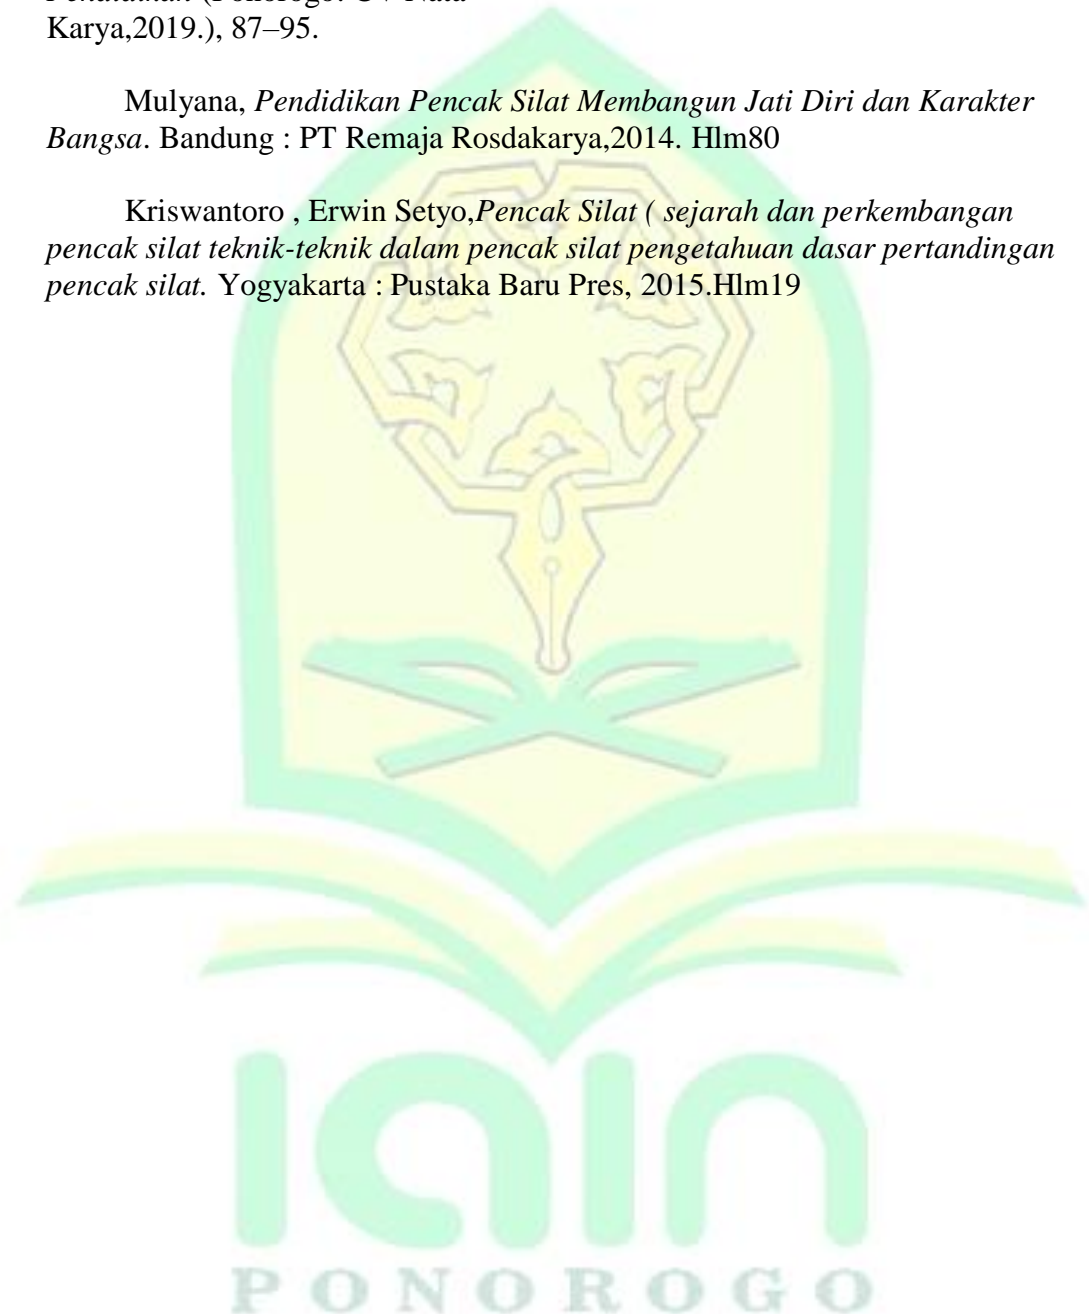 Karya,2019.), 87–95.
Mulyana, Pendidikan Pencak Silat Membangun Jati Diri dan Karakter
Bangsa. Bandung : PT Remaja Rosdakarya,2014. Hlm80
Kriswantoro , Erwin Setyo,Pencak Silat ( sejarah dan perkembangan
pencak silat teknik-teknik dalam pencak silat pengetahuan dasar pertandingan
pencak silat. Yogyakarta : Pustaka Baru Pres, 2015.Hlm19
iain
PONOROGO